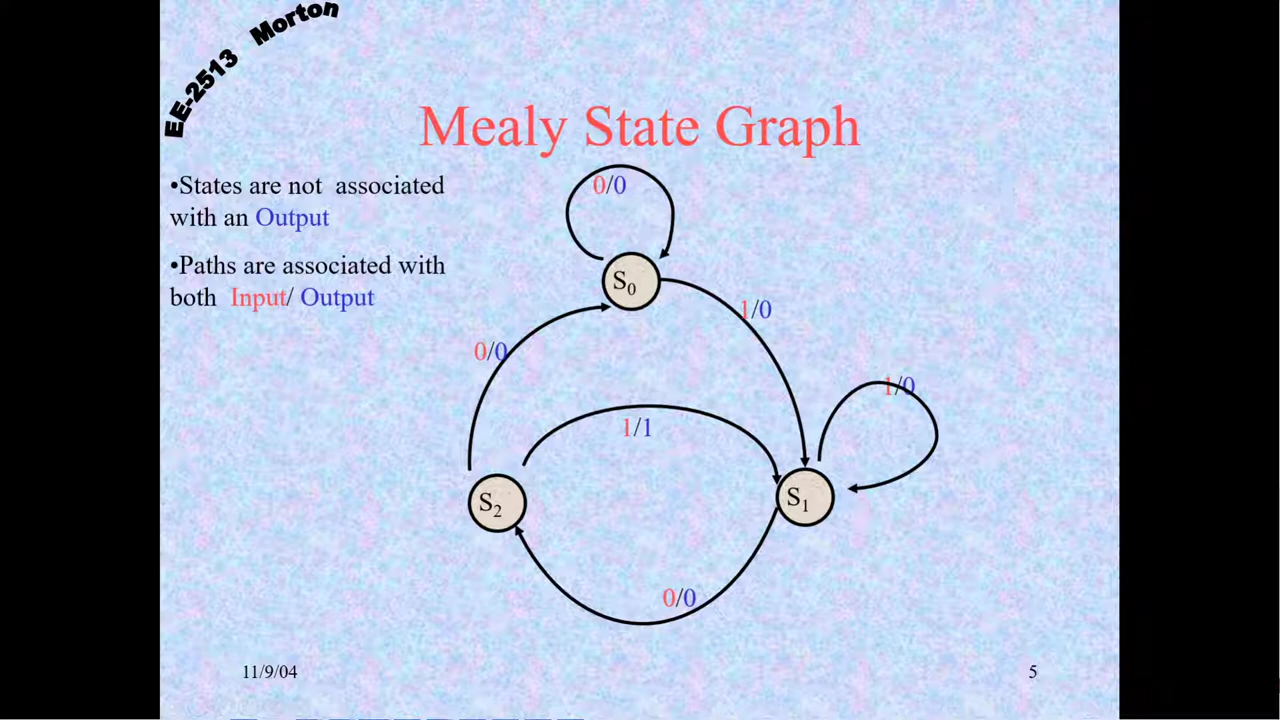 EE-2513 Morton
Mealy State Graph
•States are not associated
with an Output
•Paths are associated with
both Input/ Output
0/0
S0
1/0
0/0
1/0
1/1
S2
S1
0/0
11/9/04
5